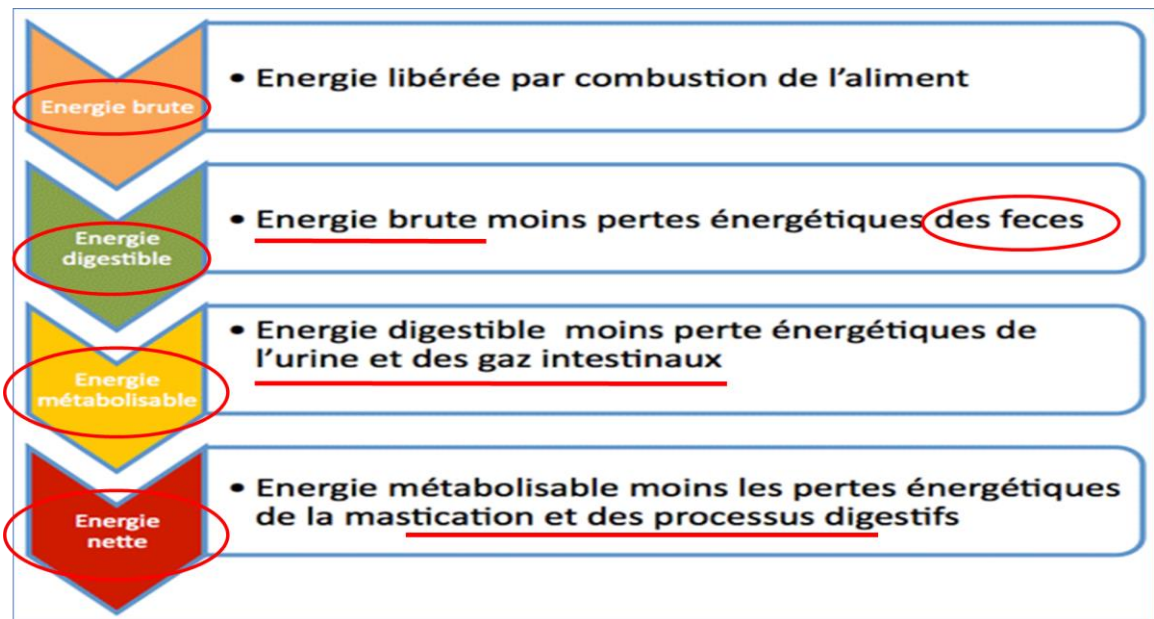 Energie brute
• Energie libérée par combustion de l'aliment
Energie
digestible
• Energie brute moins pertes énergétiques des feces
Energie
métabolisable
• Energie digestible moins perte énergétiques de
l'urine et des gaz intestinaux
Energie
nette
• Energie métabolisable moins les pertes énergétiques
de la mastication et des processus digestifs